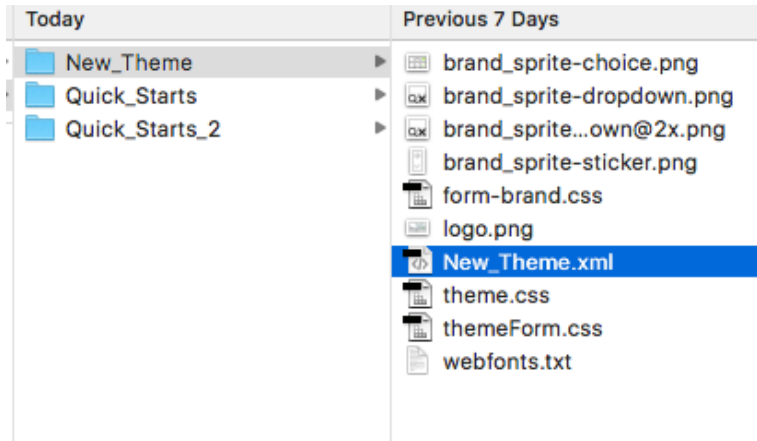 Today
New_Theme
Quick_Starts
Quick_Starts_2
Previous 7 Days
brand_sprite-choice.png
brand_sprite-dropdown.png
brand_sprite...own@2x.png
brand_sprite-sticker.png
form-brand.css
logo.png
New_Theme.xml
theme.css
themeForm.css
webfonts.txt